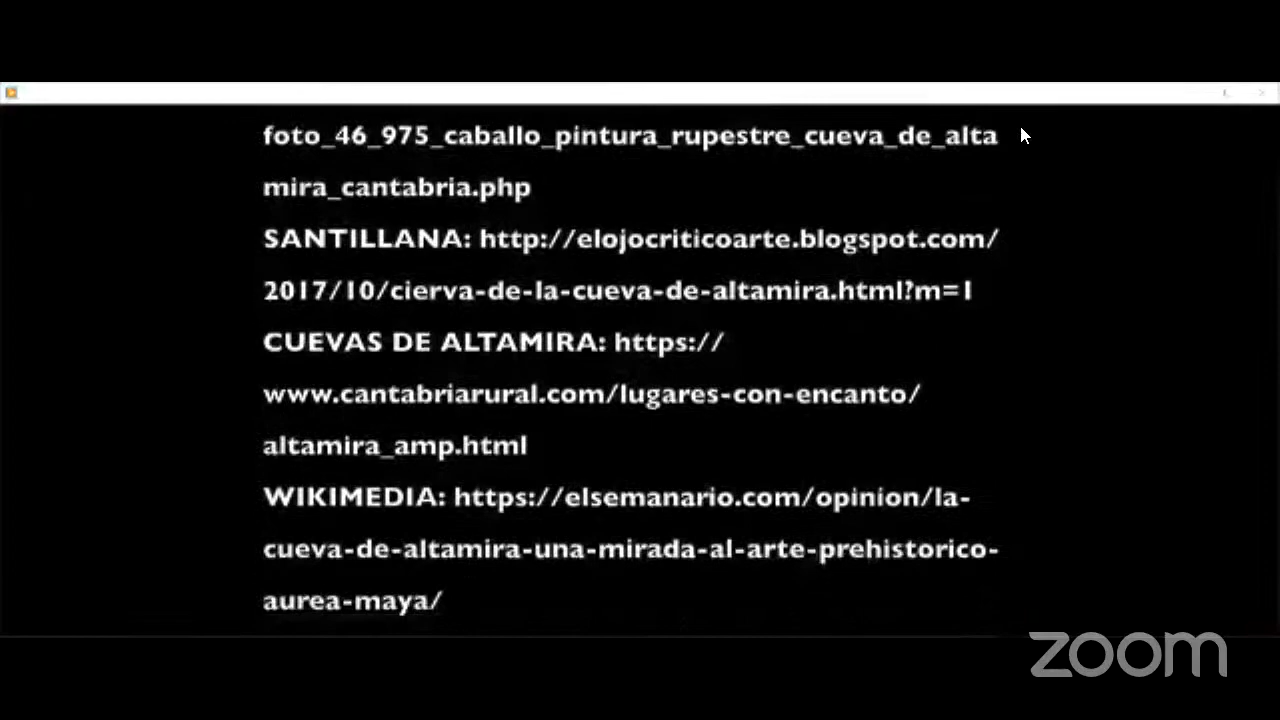 foto_46_975_caballo_pintura_rupestre_cueva_de_alta
mira_cantabria.php
SANTILLANA: http://elojocriticoarte.blogspot.com/
2017/10/cierva-de-la-cueva-de-altamira.html?m=1
CUEVAS DE ALTAMIRA: https://
www.cantabriarural.com/lugares-con-encanto/
altamira_amp.html
WIKIMEDIA: https://elsemanario.com/opinion/la-
cueva-de-altamira-una-mirada-al-arte-prehistorico-
aurea-maya/
zoom